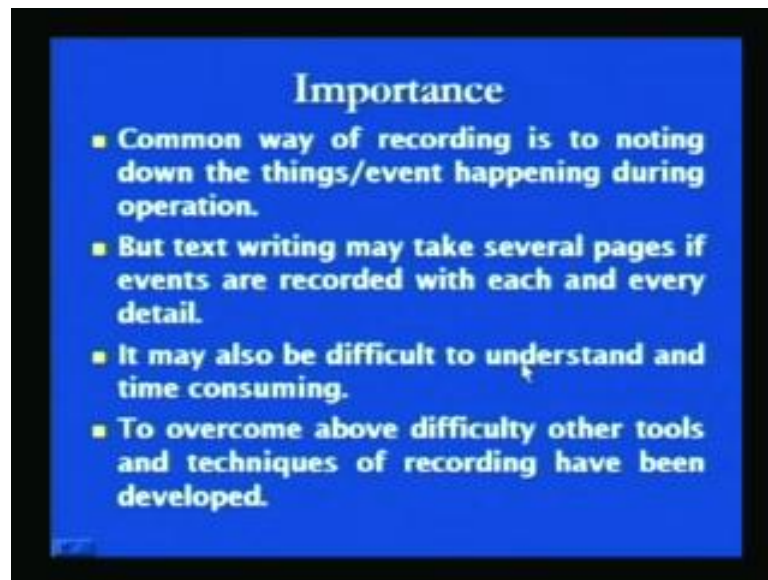 Importance
Common way of recording is to noting
down the things/event happening during
operation.
But text writing may take several pages if
events are recorded with each and every
detail.
It may also be difficult to understand and
time consuming.
To overcome above difficulty other tools
and techniques of recording have been
developed.